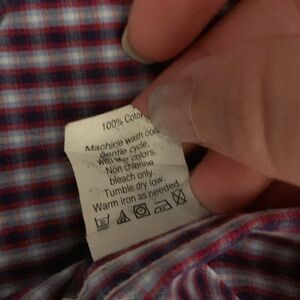 100% Coto
Machine wash cold
Gentle cycle,
with like colors.
Non chlorine
bleach only.
Tumble dry low.
Warm iron as needed.